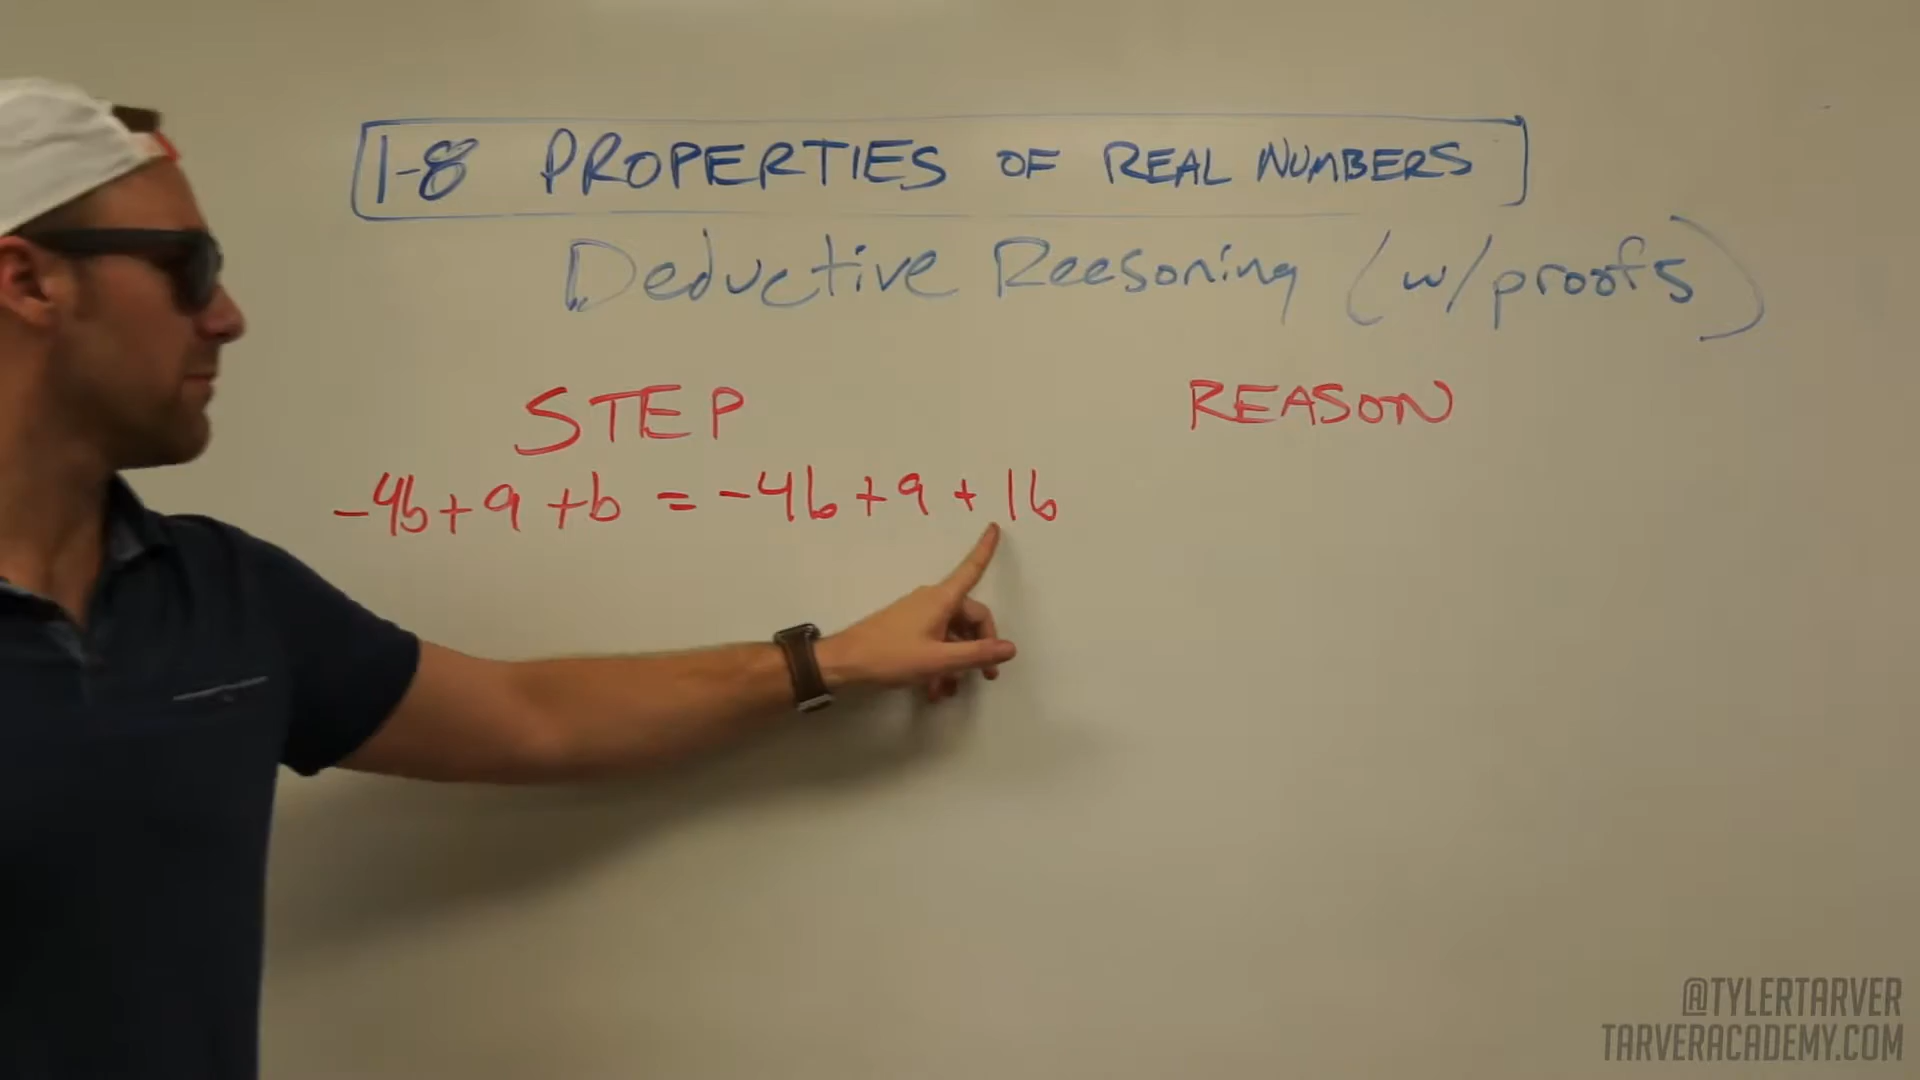 1-8 PROPERTIES OF REAL NUMBERS
Deductive Reesoning (w/proofs)
STEP REASON
-4b+9+b = -4b+9+1b
@TYLERTARVER
TARVERACADEMY.COM